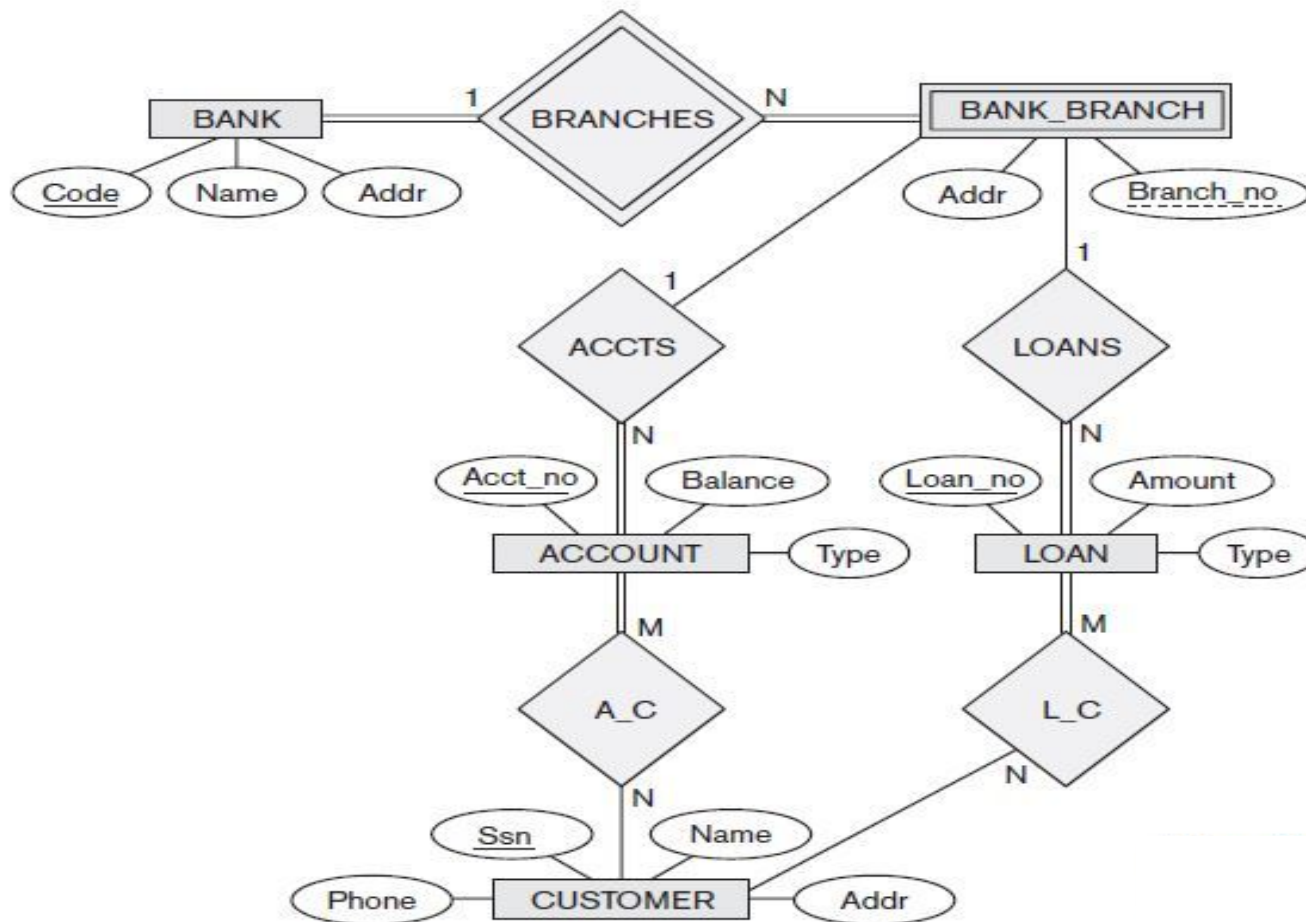 1
N
BANK
BRANCHES
BANK_BRANCH
Code
Name
Addr
Addr
Branch_no
1
1
ACCTS
LOANS
N
N
Acct_no
Balance
Loan_no
Amount
ACCOUNT
Type
LOAN
Type
M
M
A_C
L_C
N
N
Ssn
Name
Phone
CUSTOMER
Addr